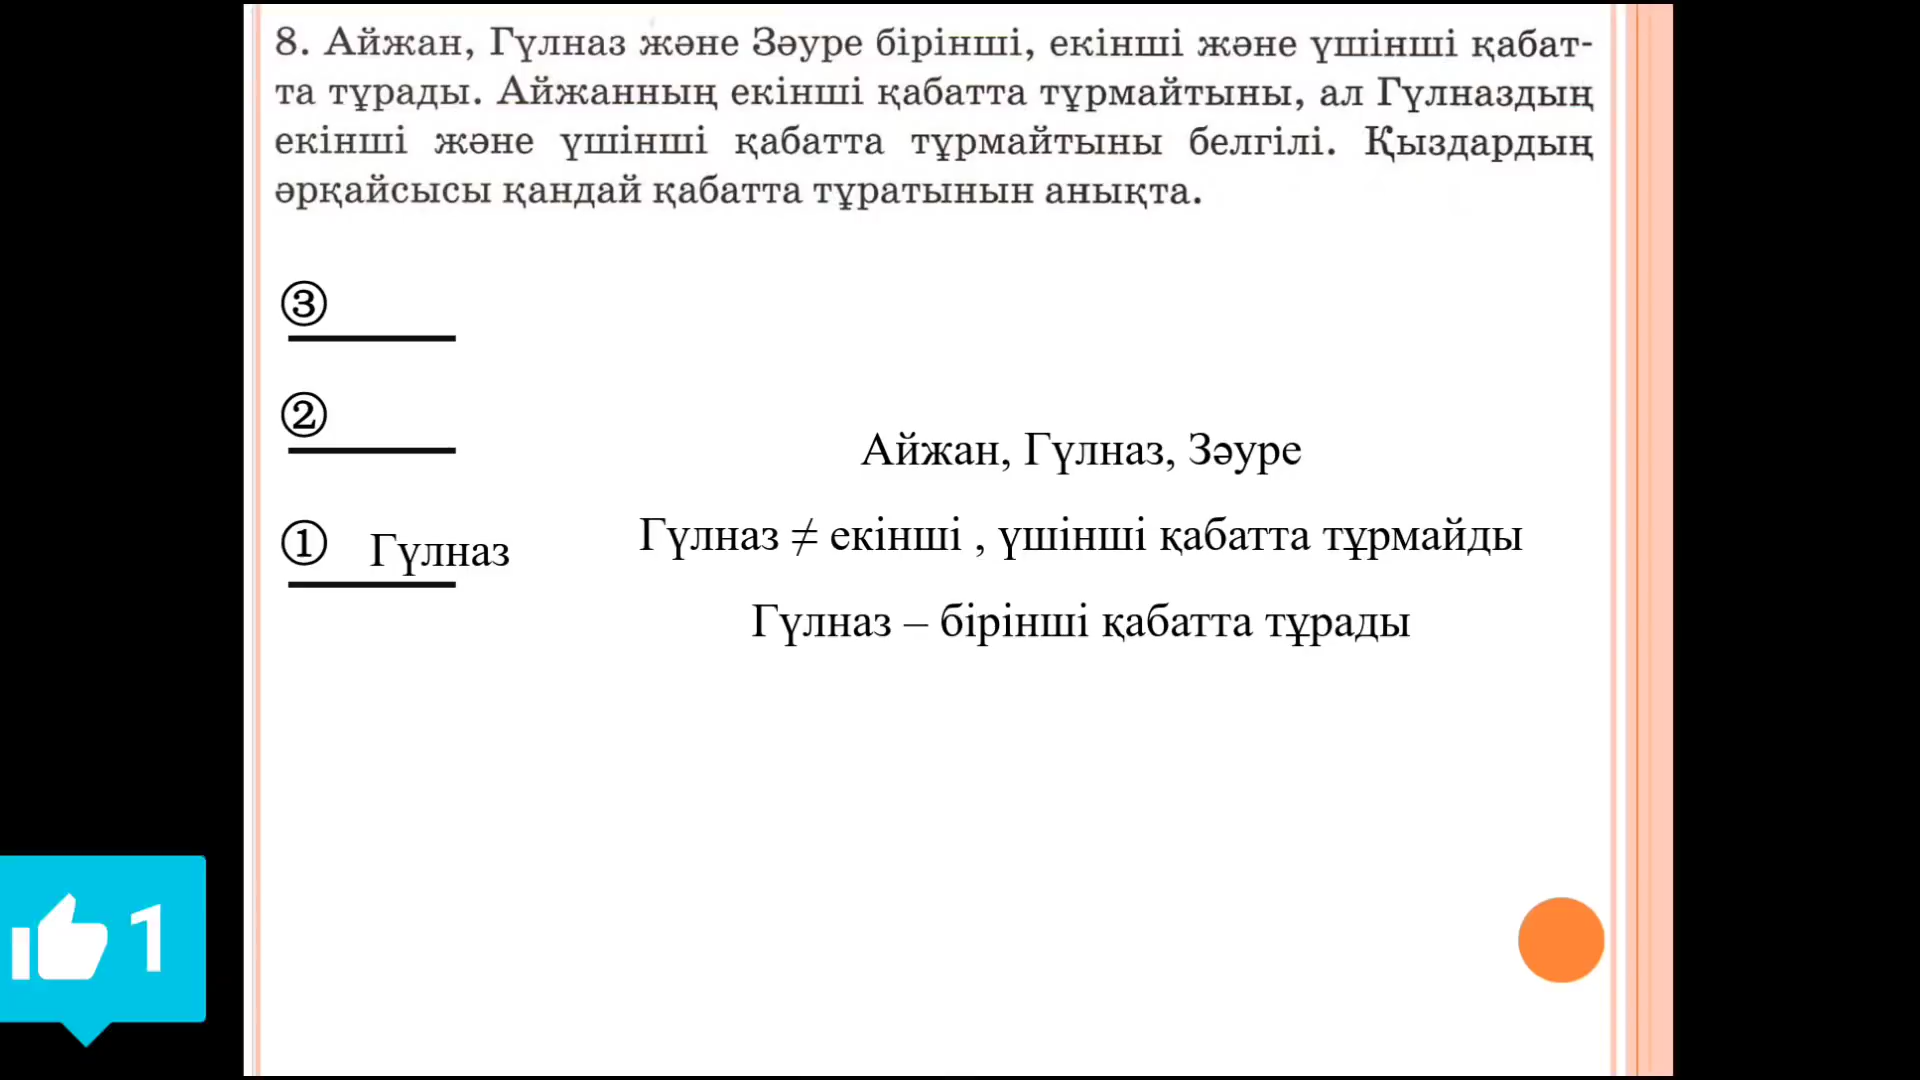 8. Айжан, Гүлназ және Зәуре бірінші, екінші және үшінші қабат-
та тұрады. Айжанның екінші қабатта тұрмайтыны, ал Гүлназдың
екінші және үшінші қабатта тұрмайтыны белгілі. Қыздардың
әрқайсысы қандай қабатта тұратынын анықта.
③
②
Айжан, Гүлназ, Зәуре
① Гүлназ
Гүлназ ≠ екінші , үшінші қабатта тұрмайды
Гүлназ – бірінші қабатта тұрады
1